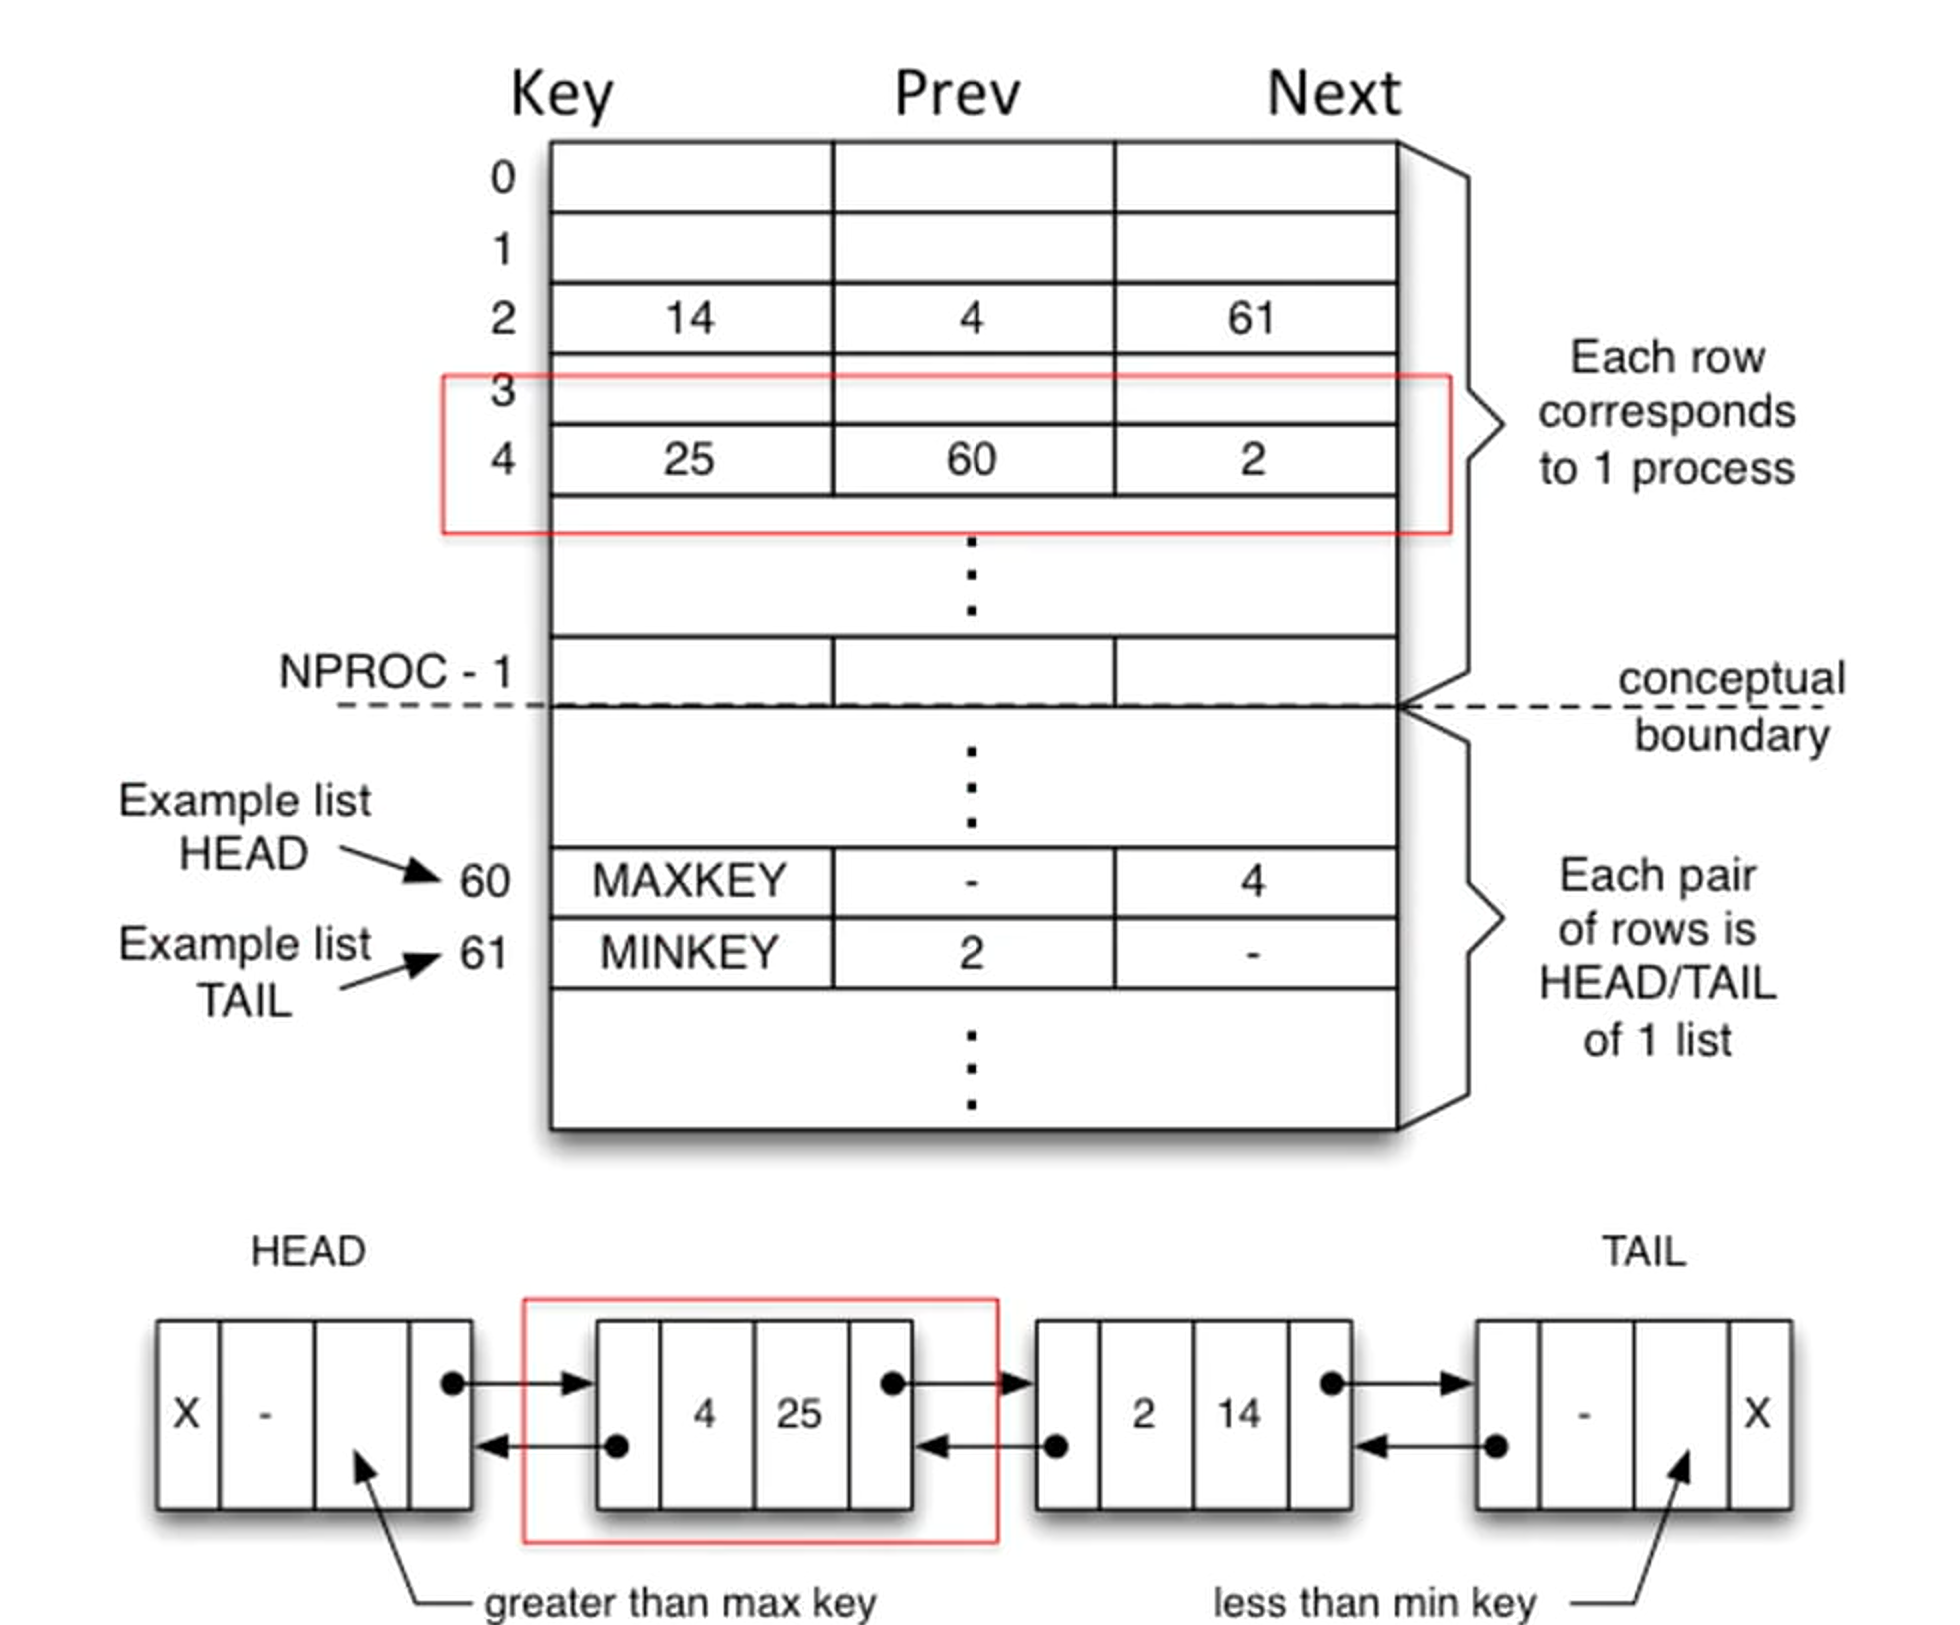 Key Prev Next
0
1
2 14 4 61
3
4 25 60 2
Each row
corresponds
to 1 process
NPROC - 1
conceptual
boundary
Example list
HEAD
60 MAXKEY - 4
Example list
TAIL
61 MINKEY 2 -
Each pair
of rows is
HEAD/TAIL
of 1 list
HEAD TAIL
X - 4 25 2 14 - X
greater than max key less than min key